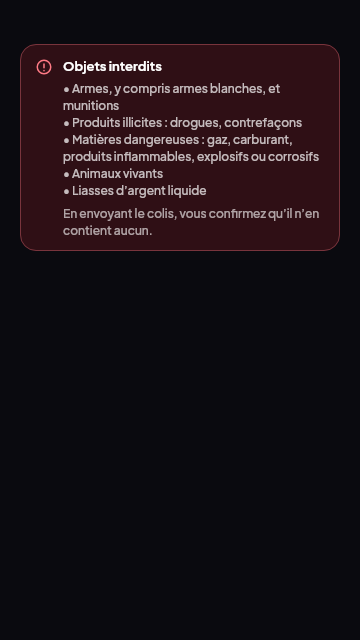 Objets interdits
• Armes, y compris armes blanches, et
munitions
• Produits illicites : drogues, contrefaçons
• Matières dangereuses : gaz, carburant,
produits inflammables, explosifs ou corrosifs
• Animaux vivants
• Liasses d’argent liquide
En envoyant le colis, vous confirmez qu’il n’en
contient aucun.